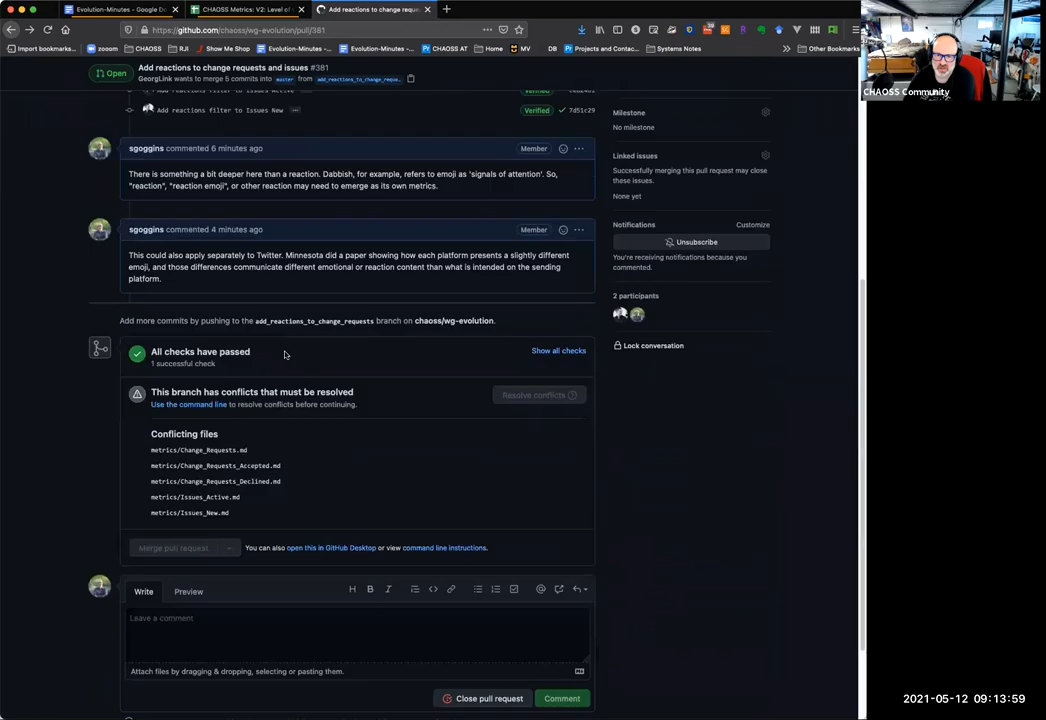 Evolution-Minutes - Google Do
CHAOSS Metrics: V2: Level of
Add reactions to change reque
https://github.com/chaoss/wg-evolution/pull/381
Import bookmarks...
zoom
CHAOSS
RJI
Show Me Shop
Evolution-Minutes -...
Evolution-Minutes -...
CHAOSS AT
Home
MV
DB
Projects and Contac...
Systems Notes
Other Bookmarks
Open
Add reactions to change requests and issues #381
GeorgLink wants to merge 5 commits into master from add_reactions_to_change_reque...
Add reactions filter to Issues Active
Verified
Add reactions filter to Issues New
Verified
7d51c29
sgoggins commented 6 minutes ago
Member
There is something a bit deeper here than a reaction. Dabbish, for example, refers to emoji as 'signals of attention'. So,
"reaction", "reaction emoji", or other reaction may need to emerge as its own metrics.
sgoggins commented 4 minutes ago
Member
This could also apply separately to Twitter. Minnesota did a paper showing how each platform presents a slightly different
emoji, and those differences communicate different emotional or reaction content than what is intended on the sending
platform.
Add more commits by pushing to the add_reactions_to_change_requests branch on chaoss/wg-evolution.
All checks have passed
1 successful check
Show all checks
This branch has conflicts that must be resolved
Use the command line to resolve conflicts before continuing.
Resolve conflicts
Conflicting files
metrics/Change_Requests.md
metrics/Change_Requests_Accepted.md
metrics/Change_Requests_Declined.md
metrics/Issues_Active.md
metrics/Issues_New.md
Merge pull request
You can also open this in GitHub Desktop or view command line instructions.
Write
Preview
Leave a comment
Attach files by dragging & dropping, selecting or pasting them.
Close pull request
Comment
Milestone
No milestone
Linked issues
Successfully merging this pull request may close
these issues.
None yet
Notifications
Customize
Unsubscribe
You're receiving notifications because you
commented.
2 participants
Lock conversation
CHAOSS Community
2021-05-12 09:13:59